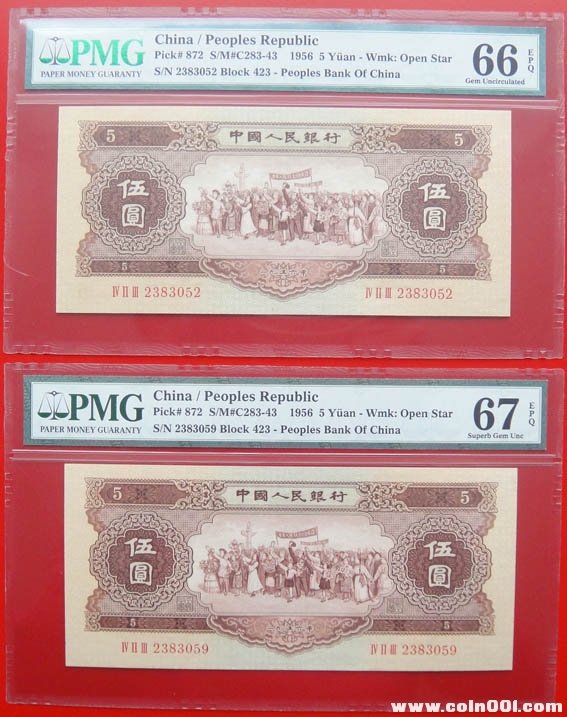 PMG
PAPER MONEY GUARANTY
China / Peoples Republic
Pick# 872 S/M#C283-43 1956 5 Yüan - Wmk: Open Star
S/N 2383052 Block 423 - Peoples Bank Of China
66 EPQ
Gem Uncirculated
5 中國人民銀行 5
伍圓 伍圓
5 5
IV II III 2383052 IV II III 2383052
PMG
PAPER MONEY GUARANTY
China / Peoples Republic
Pick# 872 S/M#C283-43 1956 5 Yüan - Wmk: Open Star
S/N 2383059 Block 423 - Peoples Bank Of China
67 EPQ
Superb Gem Unc
5 中國人民銀行 5
伍圓 伍圓
5 5
IV II III 2383059 IV II III 2383059
www.coin001.com